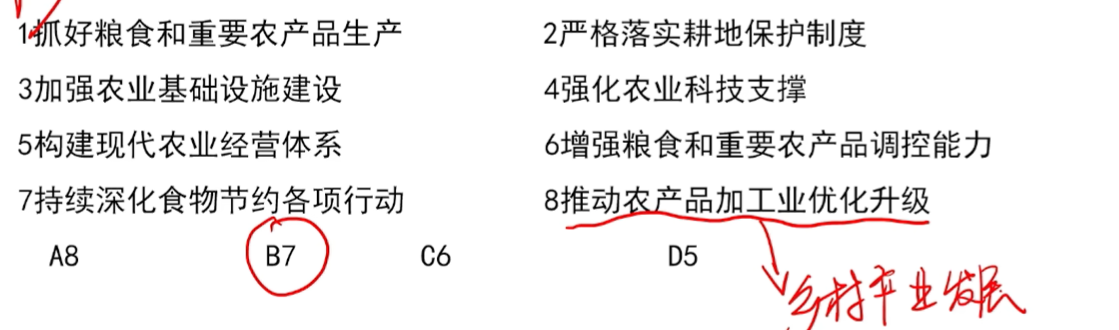 1抓好粮食和重要农产品生产 2严格落实耕地保护制度
3加强农业基础设施建设 4强化农业科技支撑
5构建现代农业经营体系 6增强粮食和重要农产品调控能力
7持续深化食物节约各项行动 8推动农产品加工业优化升级
A8 B7 C6 D5
乡村产业发展